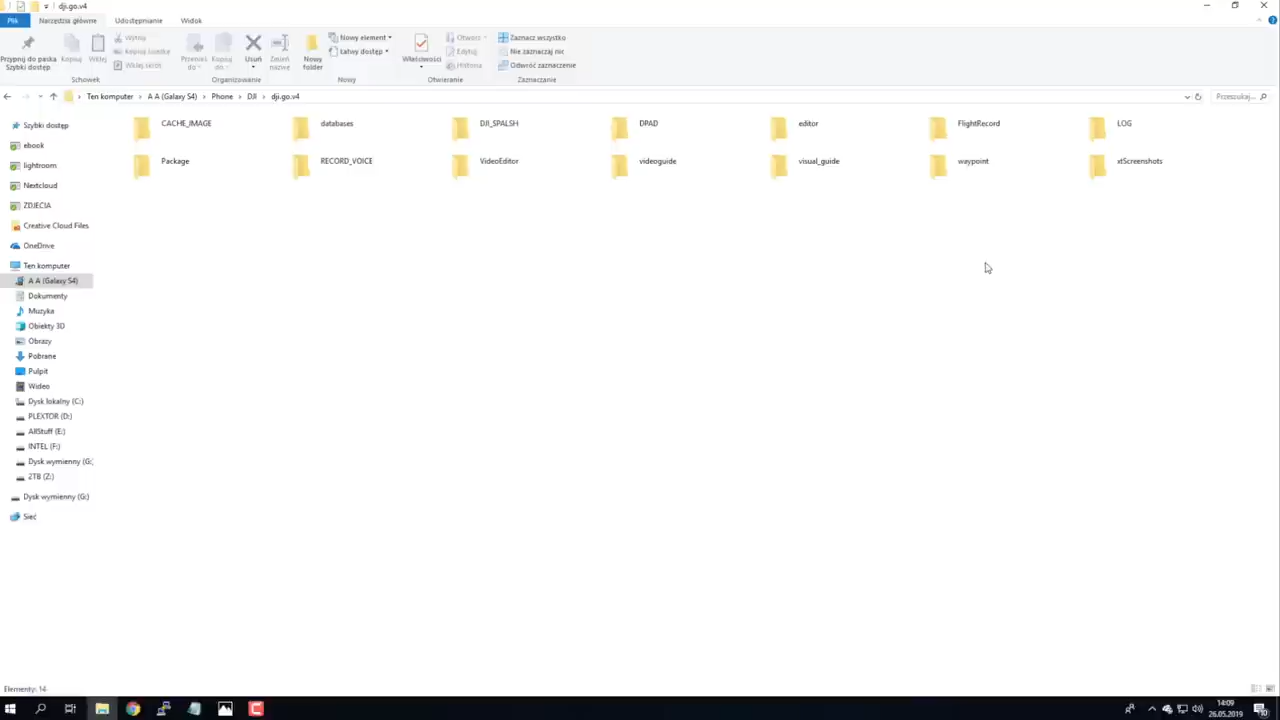 dji.go.v4
Plik
Narzędzia główne
Udostępnianie
Widok
Przypnij do paska
Szybki dostęp
Kopiuj
Wklej
Wytnij
Kopiuj ścieżkę
Wklej skrót
Schowek
Przenieś
do
Kopiuj
do
Usuń
Zmień
nazwę
Organizowanie
Nowy
folder
Nowy element
Łatwy dostęp
Nowy
Właściwości
Otwórz
Edytuj
Historia
Otwieranie
Zaznacz wszystko
Nie zaznaczaj nic
Odwróć zaznaczenie
Zaznaczanie
Ten komputer
A A (Galaxy S4)
Phone
DJI
dji.go.v4
Przeszukaj...
CACHE_IMAGE
databases
DJI_SPALSH
DPAD
editor
FlightRecord
LOG
Package
RECORD_VOICE
VideoEditor
videoguide
visual_guide
waypoint
xtScreenshots
Szybki dostęp
ebook
lightroom
Nextcloud
ZDJECIA
Creative Cloud Files
OneDrive
Ten komputer
A A (Galaxy S4)
Dokumenty
Muzyka
Obiekty 3D
Obrazy
Pobrane
Pulpit
Wideo
Dysk lokalny (C:)
PLEXTOR (D:)
AllStuff (E:)
INTEL (F:)
Dysk wymienny (G:
2TB (Z:)
Dysk wymienny (G:)
Sieć
Elementy: 14
14:09
26.05.2019
10